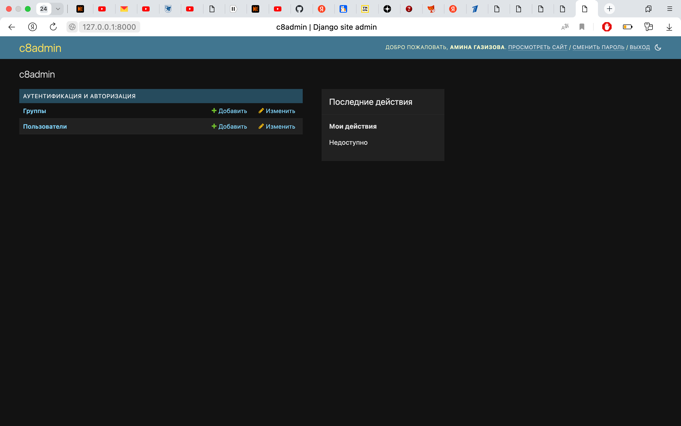 24
127.0.0.1:8000
c8admin | Django site admin
c8admin
ДОБРО ПОЖАЛОВАТЬ, АМИНА ГАЗИЗОВА. ПРОСМОТРЕТЬ САЙТ / СМЕНИТЬ ПАРОЛЬ / ВЫХОД
c8admin
АУТЕНТИФИКАЦИЯ И АВТОРИЗАЦИЯ
Группы Добавить Изменить
Пользователи Добавить Изменить
Последние действия
Мои действия
Недоступно